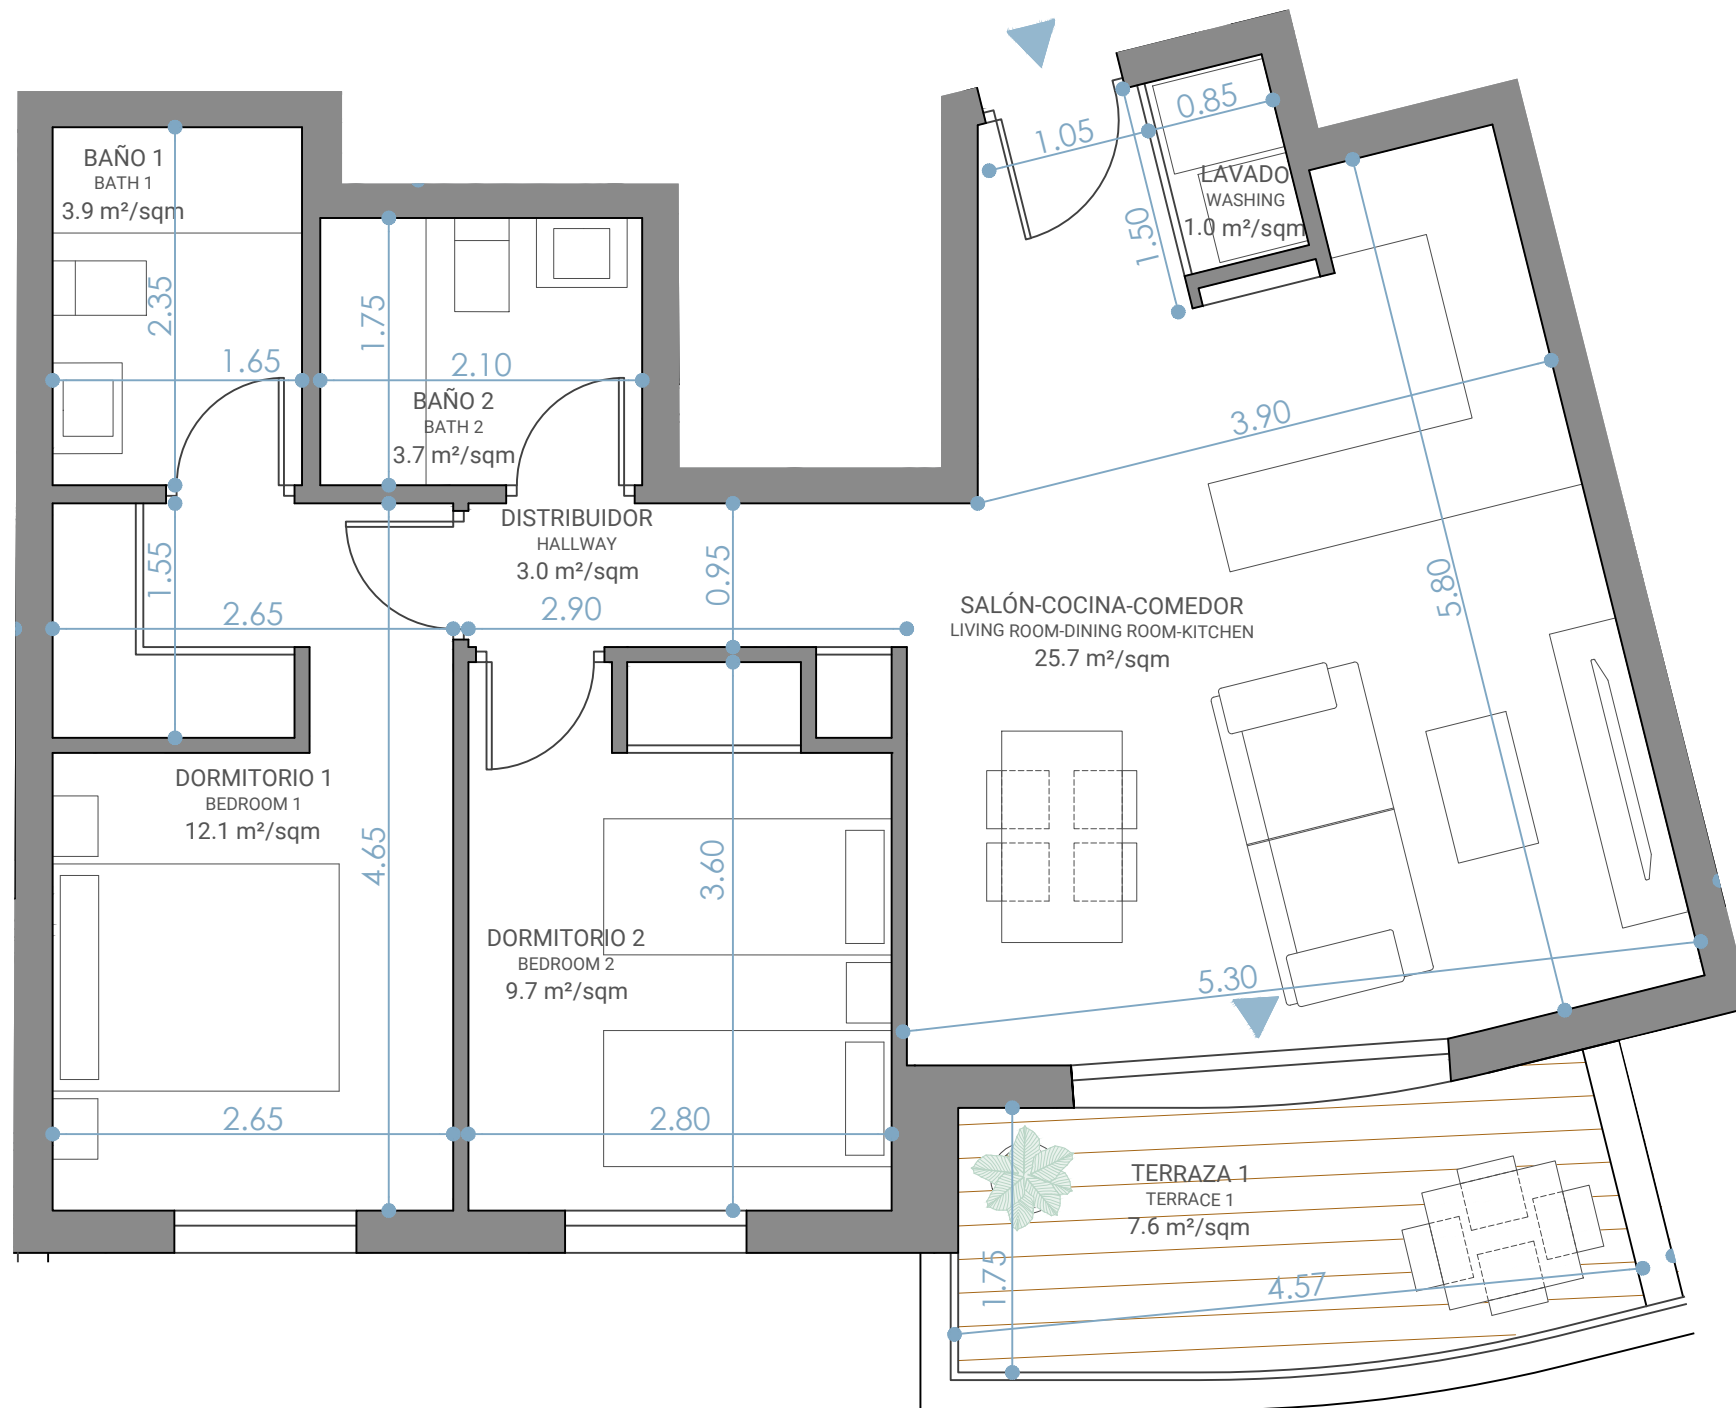 BAÑO 1
BATH 1
3.9 m²/sqm
2.35
1.65
1.75
2.10
BAÑO 2
BATH 2
3.7 m²/sqm
1.05
0.85
LAVADO
WASHING
1.0 m²/sqm
1.50
3.90
5.80
DISTRIBUIDOR
HALLWAY
3.0 m²/sqm
1.55
2.65
2.90
0.95
SALÓN-COCINA-COMEDOR
LIVING ROOM-DINING ROOM-KITCHEN
25.7 m²/sqm
DORMITORIO 1
BEDROOM 1
12.1 m²/sqm
4.65
3.60
DORMITORIO 2
BEDROOM 2
9.7 m²/sqm
5.30
2.65
2.80
TERRAZA 1
TERRACE 1
7.6 m²/sqm
1.75
4.57